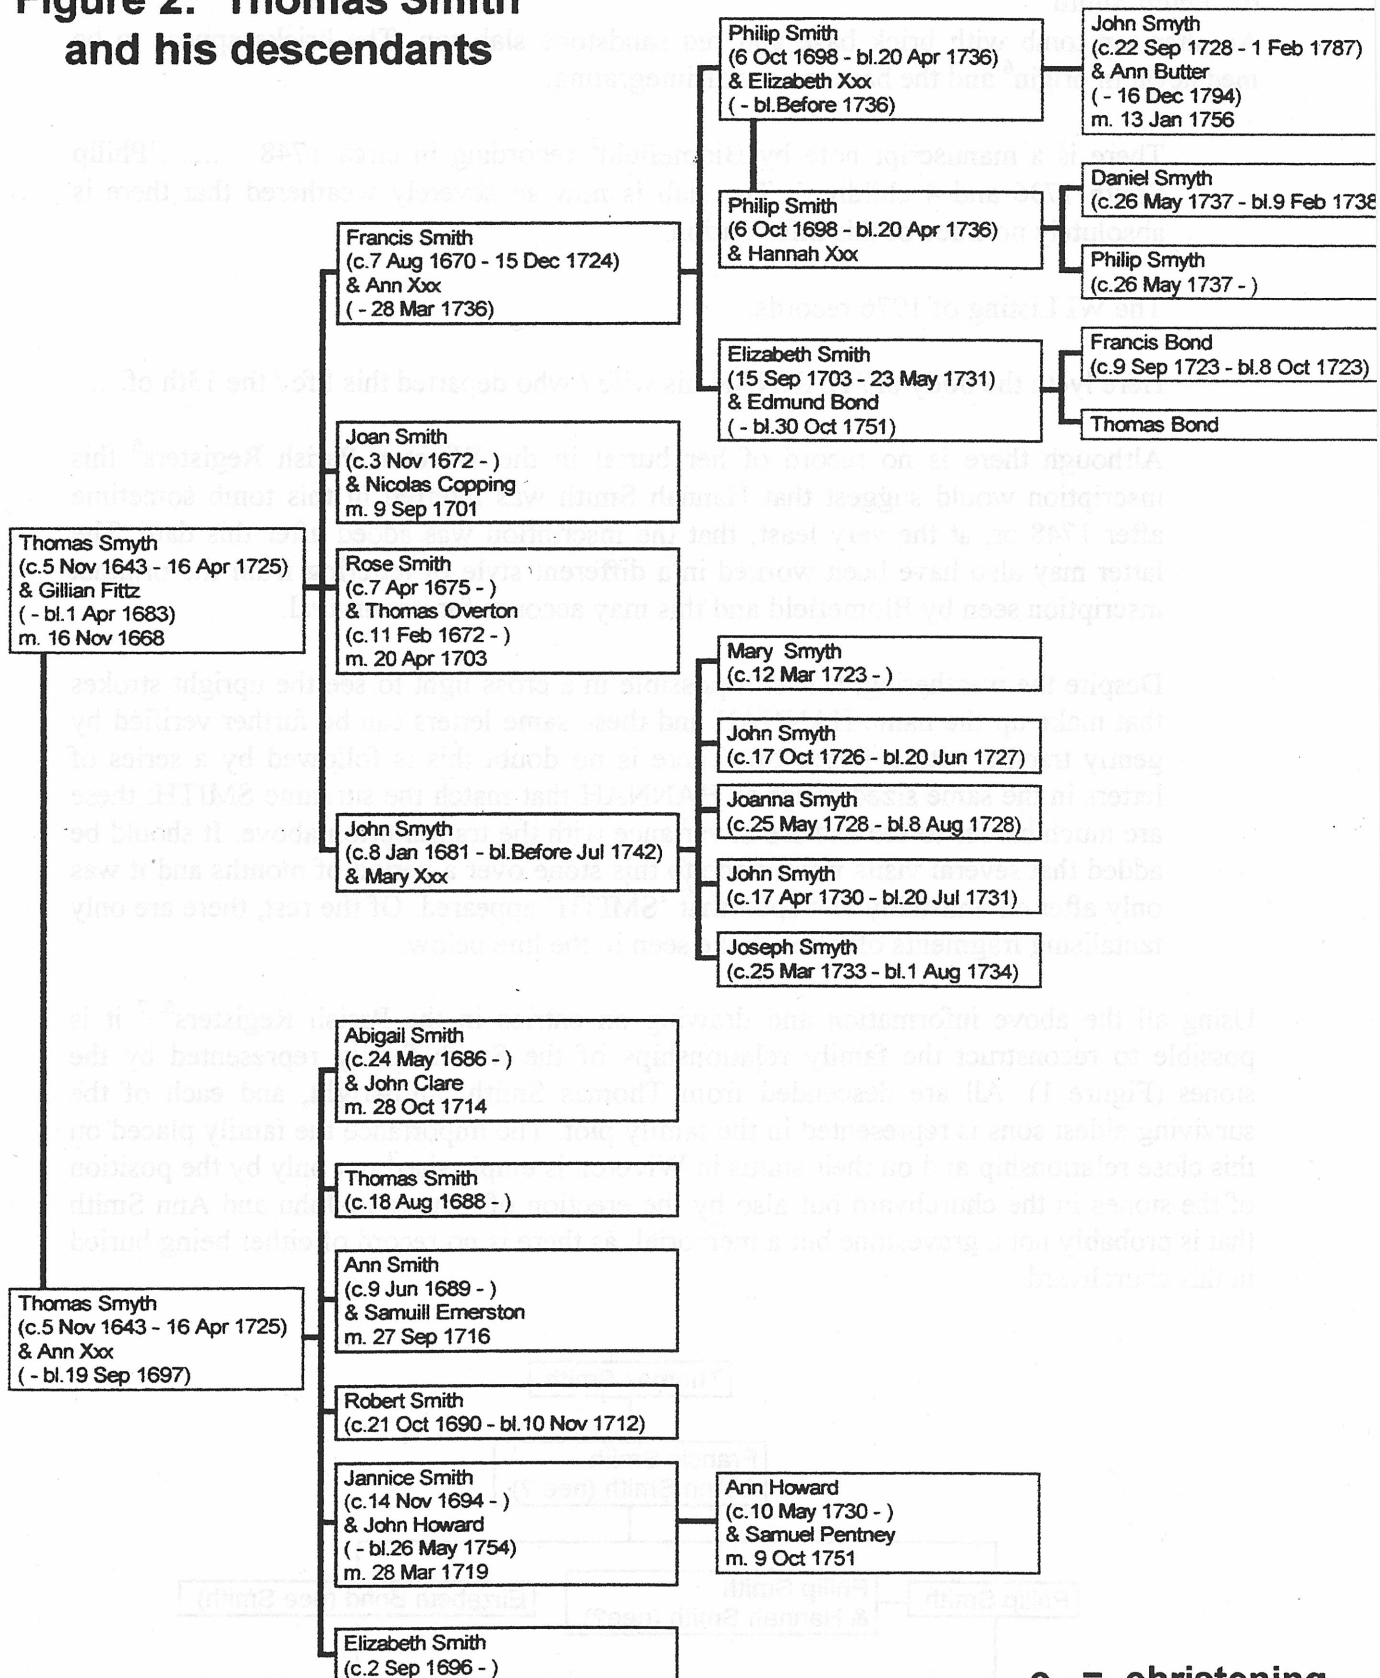 Figure 2: Thomas Smith
and his descendants
Philip Smith
(6 Oct 1698 - bl.20 Apr 1736)
& Elizabeth Xxx
( - bl.Before 1736)
John Smyth
(c.22 Sep 1728 - 1 Feb 1787)
& Ann Butter
( - 16 Dec 1794)
m. 13 Jan 1756
Philip Smith
(6 Oct 1698 - bl.20 Apr 1736)
& Hannah Xxx
Daniel Smyth
(c.26 May 1737 - bl.9 Feb 1738
Philip Smyth
(c.26 May 1737 - )
Francis Smith
(c.7 Aug 1670 - 15 Dec 1724)
& Ann Xxx
( - 28 Mar 1736)
Elizabeth Smith
(15 Sep 1703 - 23 May 1731)
& Edmund Bond
( - bl.30 Oct 1751)
Francis Bond
(c.9 Sep 1723 - bl.8 Oct 1723)
Thomas Bond
Joan Smith
(c.3 Nov 1672 - )
& Nicolas Copping
m. 9 Sep 1701
Thomas Smyth
(c.5 Nov 1643 - 16 Apr 1725)
& Gillian Fittz
( - bl.1 Apr 1683)
m. 16 Nov 1668
Rose Smith
(c.7 Apr 1675 - )
& Thomas Overton
(c.11 Feb 1672 - )
m. 20 Apr 1703
Mary Smyth
(c.12 Mar 1723 - )
John Smyth
(c.17 Oct 1726 - bl.20 Jun 1727)
Joanna Smyth
(c.25 May 1728 - bl.8 Aug 1728)
John Smyth
(c.8 Jan 1681 - bl.Before Jul 1742)
& Mary Xxx
John Smyth
(c.17 Apr 1730 - bl.20 Jul 1731)
Joseph Smyth
(c.25 Mar 1733 - bl.1 Aug 1734)
Abigail Smith
(c.24 May 1686 - )
& John Clare
m. 28 Oct 1714
Thomas Smith
(c.18 Aug 1688 - )
Ann Smith
(c.9 Jun 1689 - )
& Samuill Emerston
m. 27 Sep 1716
Thomas Smyth
(c.5 Nov 1643 - 16 Apr 1725)
& Ann Xxx
( - bl.19 Sep 1697)
Robert Smith
(c.21 Oct 1690 - bl.10 Nov 1712)
Jannice Smith
(c.14 Nov 1694 - )
& John Howard
( - bl.26 May 1754)
m. 28 Mar 1719
Ann Howard
(c.10 May 1730 - )
& Samuel Pentney
m. 9 Oct 1751
Elizabeth Smith
(c.2 Sep 1696 - )
c. = christening